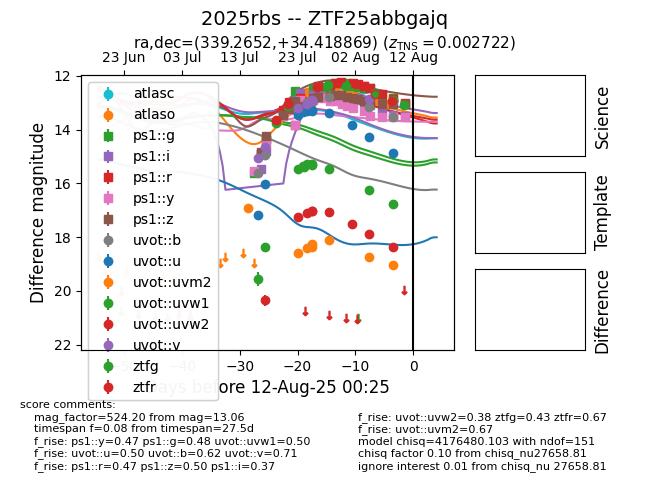 2025rbs -- ZTF25abbgajq
ra,dec=(339.2652,+34.418869) (z_TNS = 0.002722)
23 Jun 03 Jul 13 Jul 23 Jul 02 Aug 12 Aug
Difference magnitude
12
14
16
18
20
22
atlasc
atlaso
ps1::g
ps1::i
ps1::r
ps1::y
ps1::z
uvot::b
uvot::u
uvot::uvm2
uvot::uvw1
uvot::uvw2
uvot::v
ztfg
ztfr
−40 −30 −20 −10 0
days before 12-Aug-25 00:25
Science
Template
Difference
score comments:
mag_factor=524.20 from mag=13.06
timespan f=0.08 from timespan=27.5d
f_rise: ps1::y=0.47 ps1::g=0.48 uvot::uvw1=0.50
f_rise: uvot::u=0.50 uvot::b=0.62 uvot::v=0.71
f_rise: ps1::r=0.47 ps1::z=0.50 ps1::i=0.37
f_rise: uvot::uvw2=0.38 ztfg=0.43 ztfr=0.67
f_rise: uvot::uvm2=0.67
model chisq=4176480.103 with ndof=151
chisq factor 0.10 from chisq_nu27658.81
ignore interest 0.01 from chisq_nu 27658.81